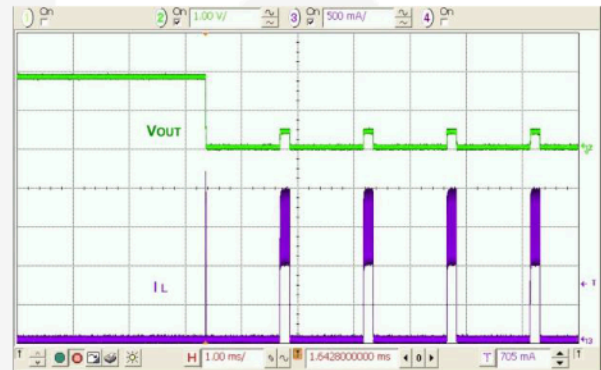 1 On 2 On 1.00 V/ 3 On 500 mA/ 4 On
VOUT
IL
T
H 1.00 ms/ 1.6428000000 ms 0 T 705 mA